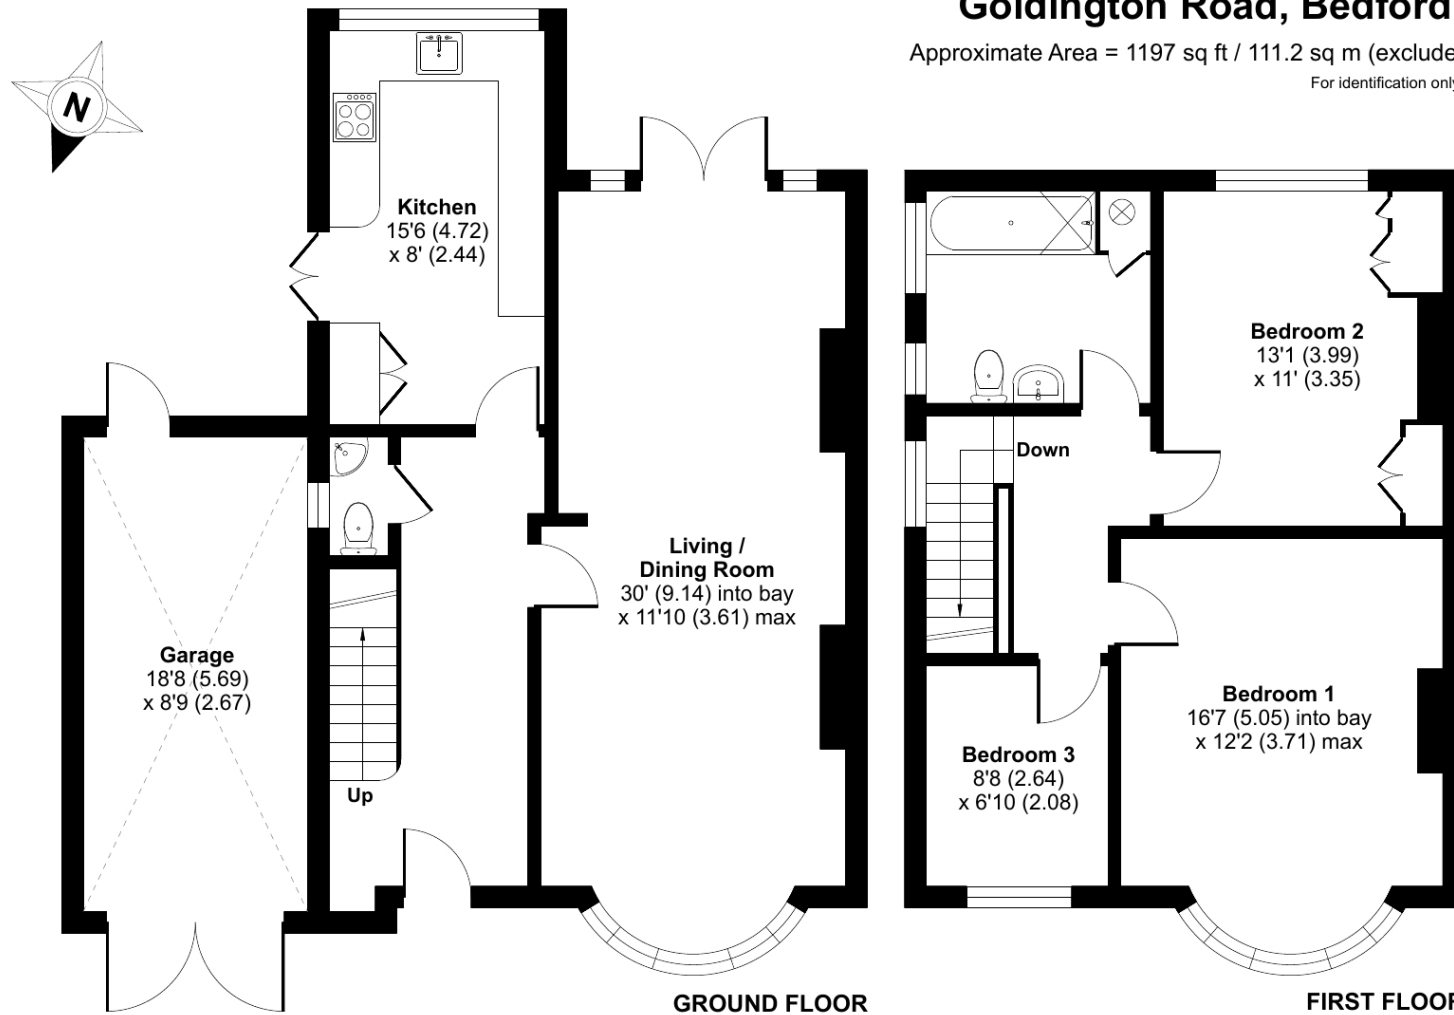 Goldington Road, Bedford
Approximate Area = 1197 sq ft / 111.2 sq m (exclude
For identification only
N
Kitchen
15'6 (4.72)
x 8' (2.44)
Living /
Dining Room
30' (9.14) into bay
x 11'10 (3.61) max
Garage
18'8 (5.69)
x 8'9 (2.67)
Up
GROUND FLOOR
Bedroom 2
13'1 (3.99)
x 11' (3.35)
Down
Bedroom 1
16'7 (5.05) into bay
x 12'2 (3.71) max
Bedroom 3
8'8 (2.64)
x 6'10 (2.08)
FIRST FLOOR